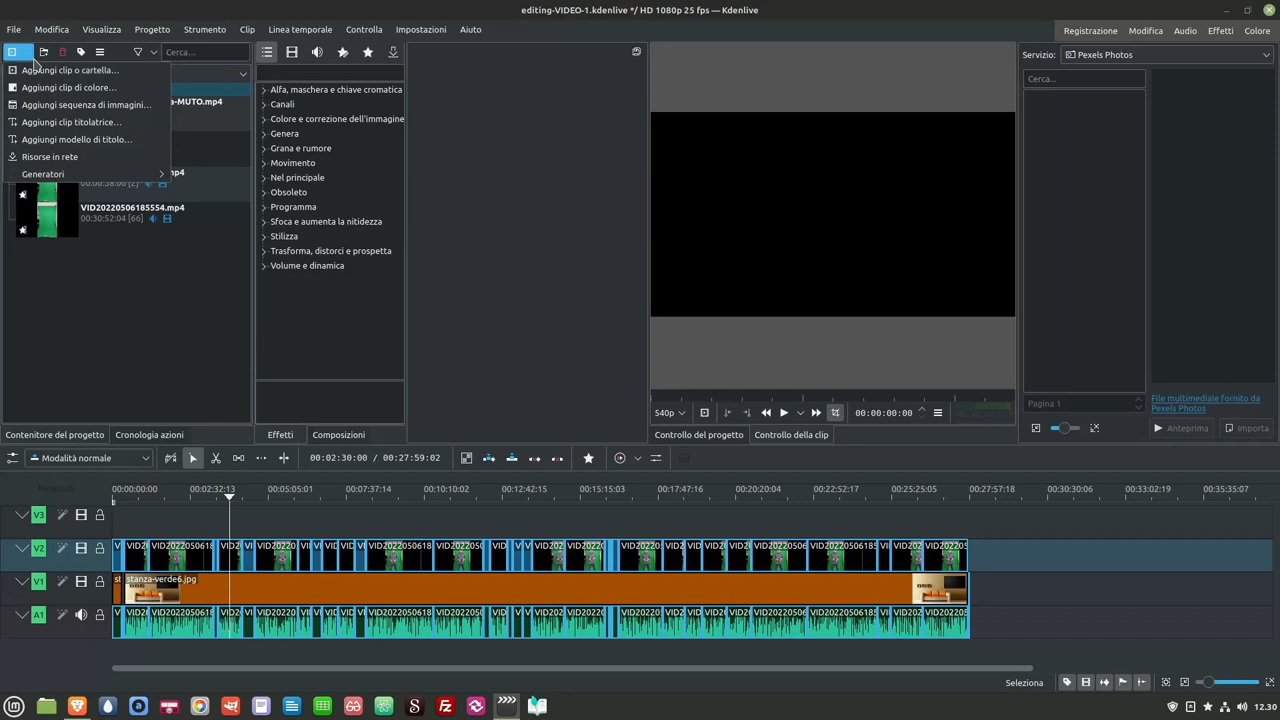 editing-VIDEO-1.kdenlive */ HD 1080p 25 fps — Kdenlive
File Modifica Visualizza Progetto Strumento Clip Linea temporale Controlla Impostazioni Aiuto
Registrazione Modifica Audio Effetti Colore
Cerca…
Aggiungi clip o cartella…
Aggiungi clip di colore…
Aggiungi sequenza di immagini…
Aggiungi clip titolatrice…
Aggiungi modello di titolo…
Risorse in rete
Generatori
a-MUTO.mp4
mp4
00:00:58:06 [2]
VID20220506185554.mp4
00:30:52:04 [66]
Alfa, maschera e chiave cromatica
Canali
Colore e correzione dell'immagine
Genera
Grana e rumore
Movimento
Nel principale
Obsoleto
Programma
Sfoca e aumenta la nitidezza
Stilizza
Trasforma, distorci e prospetta
Volume e dinamica
Servizio: Pexels Photos
Cerca…
Pagina 1
File multimediale fornito da
Pexels Photos
Anteprima Importa
540p 00:00:00:00
Contenitore del progetto Cronologia azioni Effetti Composizioni Controllo del progetto Controllo della clip
Modalità normale 00:02:30:00 / 00:27:59:02
Principali
00:00:00:00 00:02:32:13 00:05:05:01 00:07:37:14 00:10:10:02 00:12:42:15 00:15:15:03 00:17:47:16 00:20:20:04 00:22:52:17 00:25:25:05 00:27:57:18 00:30:30:06 00:33:02:19 00:35:35:07
V3
V2
V1 st stanza-verde6.jpg
A1
Seleziona
12.30